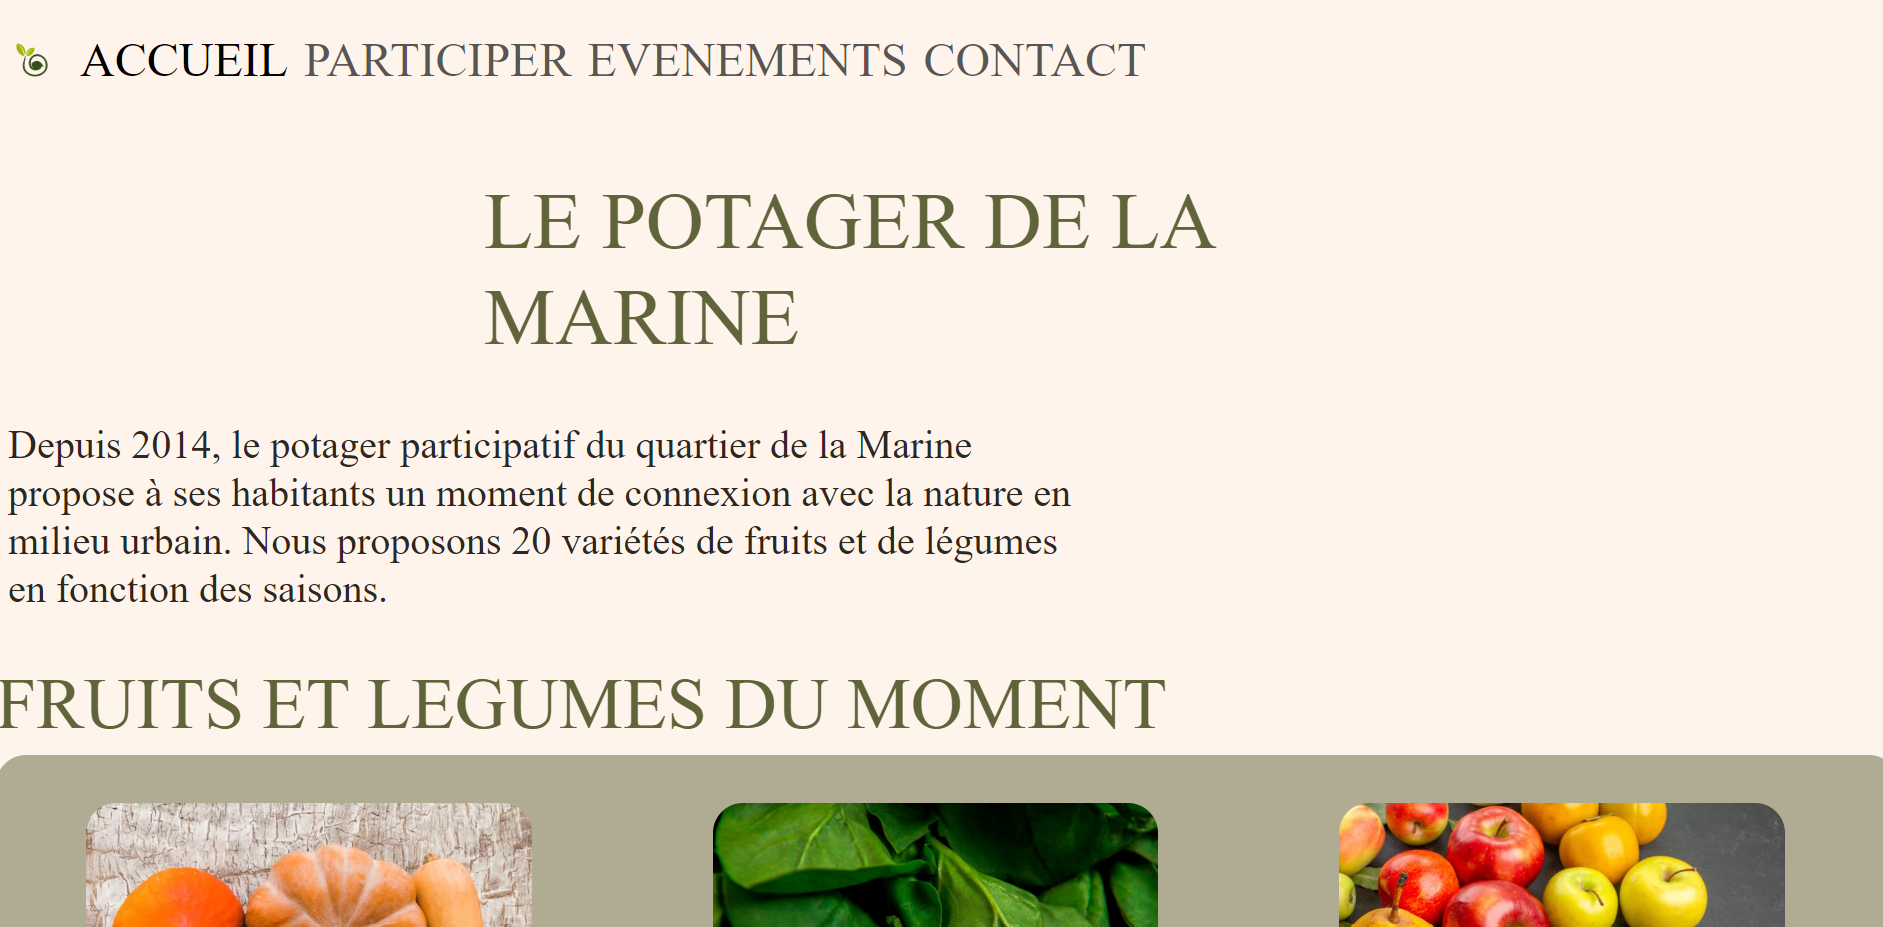 ACCUEIL PARTICIPER EVENEMENTS CONTACT
LE POTAGER DE LA
MARINE
Depuis 2014, le potager participatif du quartier de la Marine
propose à ses habitants un moment de connexion avec la nature en
milieu urbain. Nous proposons 20 variétés de fruits et de légumes
en fonction des saisons.
FRUITS ET LEGUMES DU MOMENT